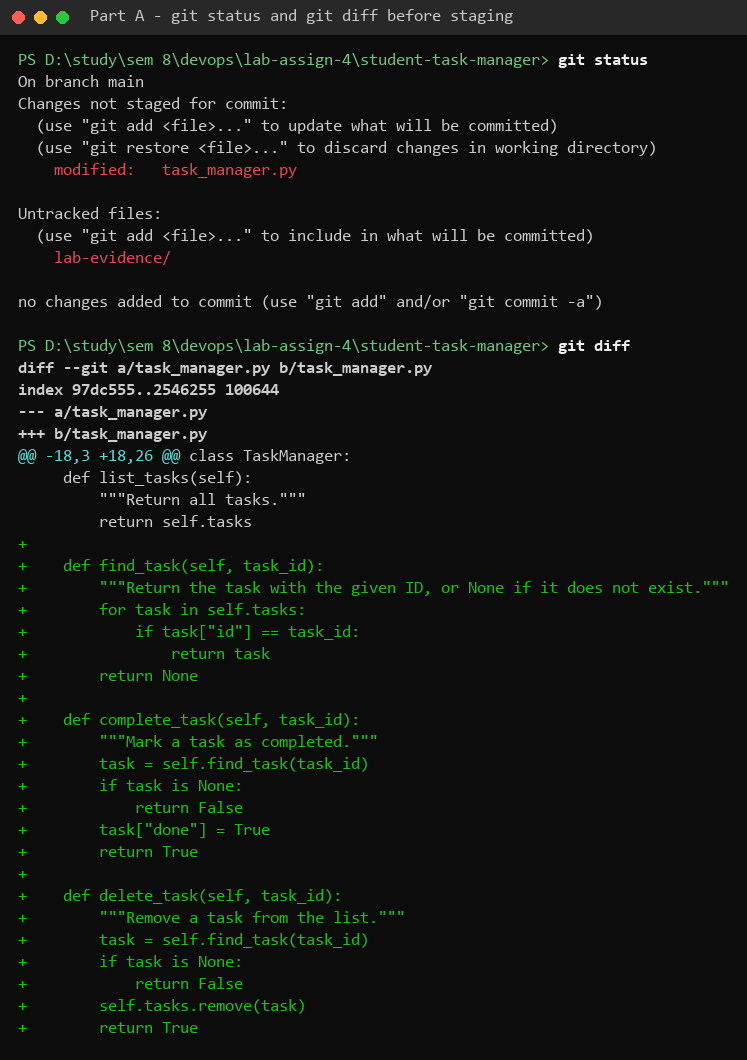 Part A - git status and git diff before staging
PS D:\study\sem 8\devops\lab-assign-4\student-task-manager> git status
On branch main
Changes not staged for commit:
  (use "git add <file>..." to update what will be committed)
  (use "git restore <file>..." to discard changes in working directory)
    modified:   task_manager.py

Untracked files:
  (use "git add <file>..." to include in what will be committed)
    lab-evidence/

no changes added to commit (use "git add" and/or "git commit -a")

PS D:\study\sem 8\devops\lab-assign-4\student-task-manager> git diff
diff --git a/task_manager.py b/task_manager.py
index 97dc555..2546255 100644
--- a/task_manager.py
+++ b/task_manager.py
@@ -18,3 +18,26 @@ class TaskManager:
     def list_tasks(self):
         """Return all tasks."""
         return self.tasks
+
+    def find_task(self, task_id):
+        """Return the task with the given ID, or None if it does not exist."""
+        for task in self.tasks:
+            if task["id"] == task_id:
+                return task
+        return None
+
+    def complete_task(self, task_id):
+        """Mark a task as completed."""
+        task = self.find_task(task_id)
+        if task is None:
+            return False
+        task["done"] = True
+        return True
+
+    def delete_task(self, task_id):
+        """Remove a task from the list."""
+        task = self.find_task(task_id)
+        if task is None:
+            return False
+        self.tasks.remove(task)
+        return True